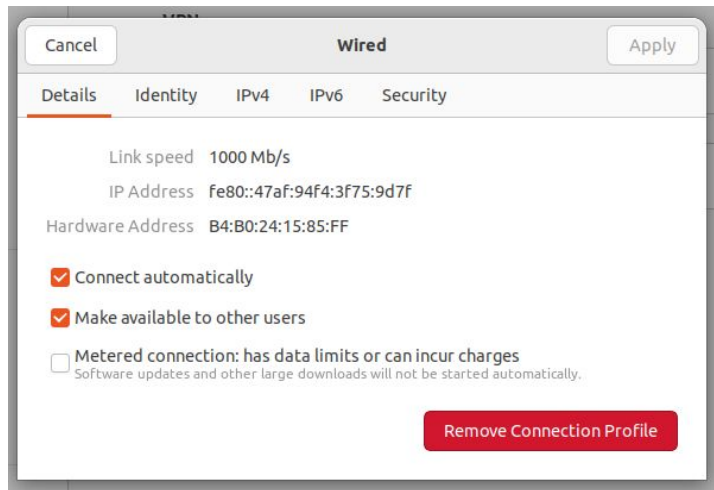 Cancel
Wired
Apply
Details Identity IPv4 IPv6 Security
Link speed 1000 Mb/s
IP Address fe80::47af:94f4:3f75:9d7f
Hardware Address B4:B0:24:15:85:FF
Connect automatically
Make available to other users
Metered connection: has data limits or can incur charges
Software updates and other large downloads will not be started automatically.
Remove Connection Profile